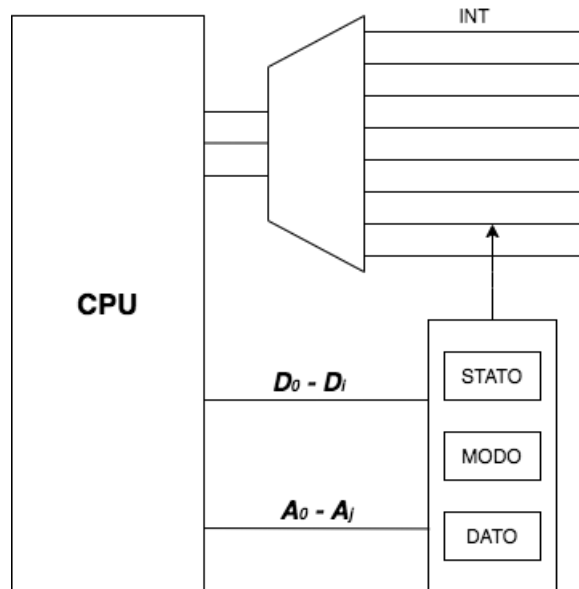 INT
CPU
STATO
D₀ - Dᵢ
MODO
A₀ - Aⱼ
DATO